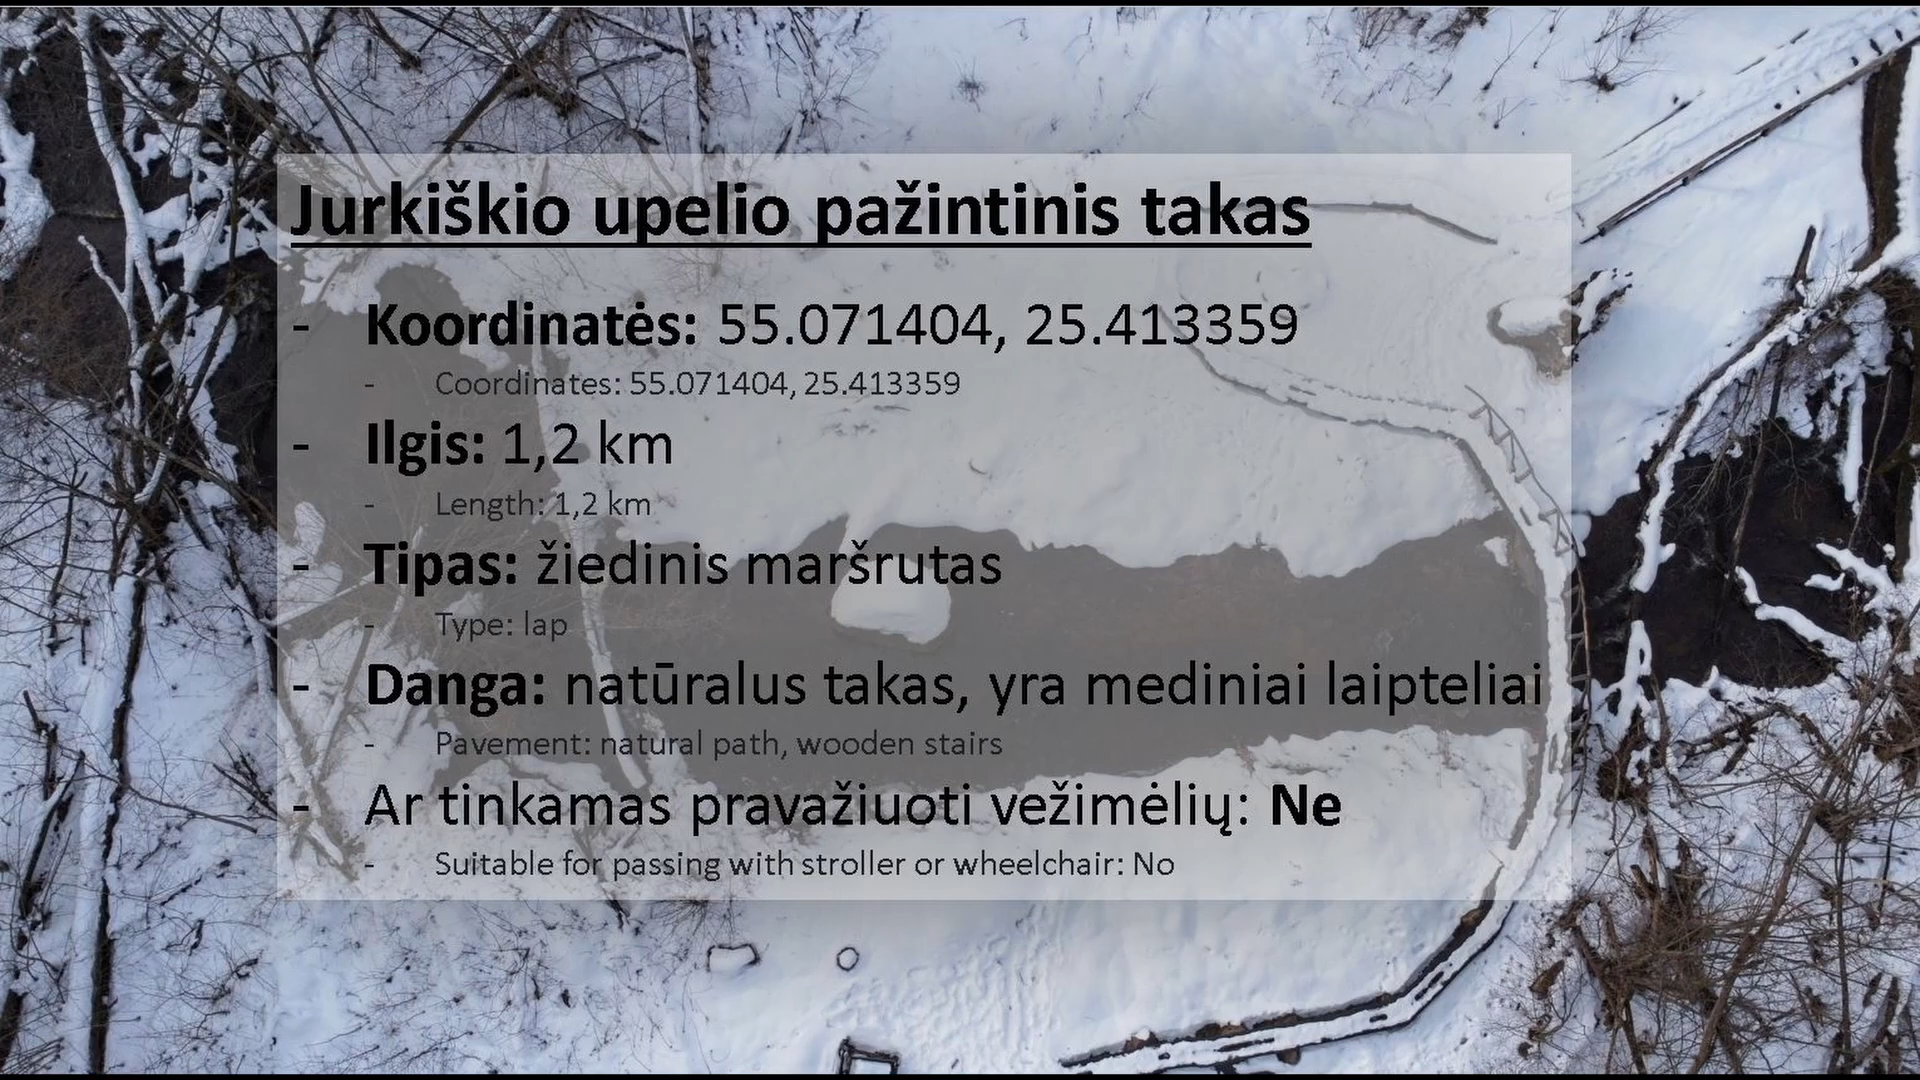 Jurkiškio upelio pažintinis takas
- Koordinatės: 55.071404, 25.413359
- Coordinates: 55.071404, 25.413359
- Ilgis: 1,2 km
- Length: 1,2 km
- Tipas: žiedinis maršrutas
- Type: lap
- Danga: natūralus takas, yra mediniai laipteliai
- Pavement: natural path, wooden stairs
- Ar tinkamas pravažiuoti vežimėlių: Ne
- Suitable for passing with stroller or wheelchair: No